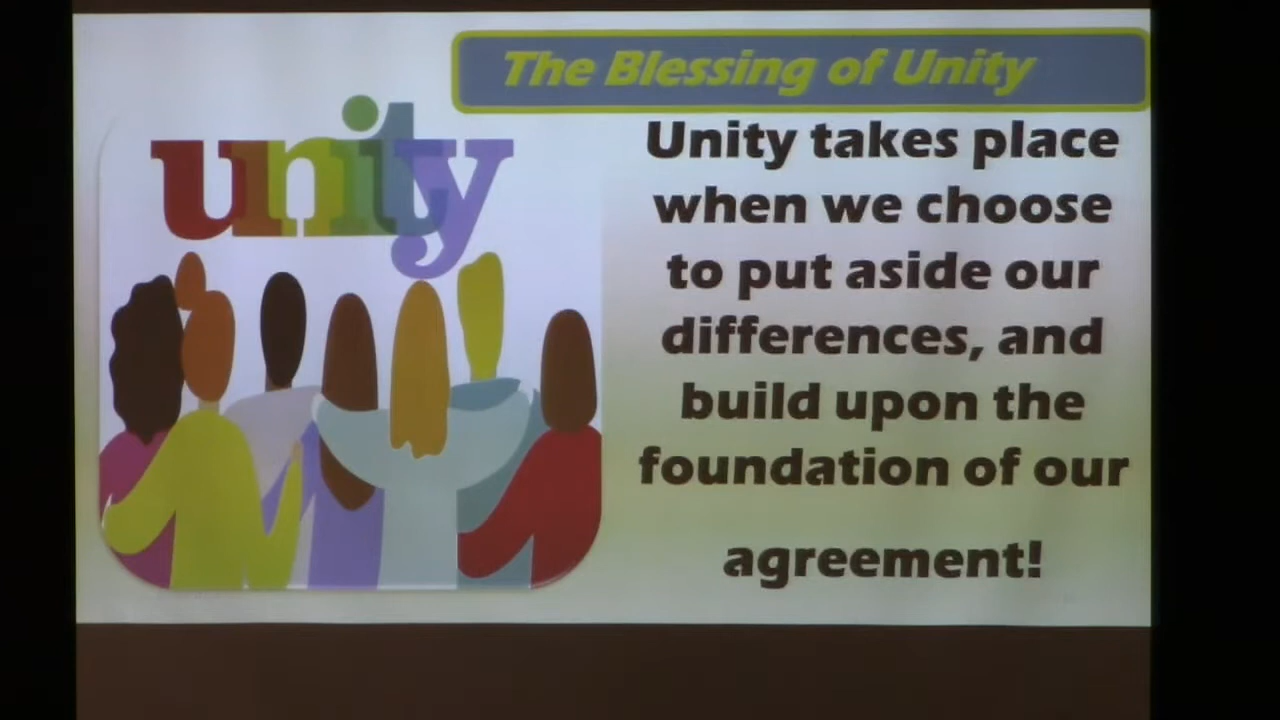 The Blessing of Unity
unity
Unity takes place
when we choose
to put aside our
differences, and
build upon the
foundation of our
agreement!